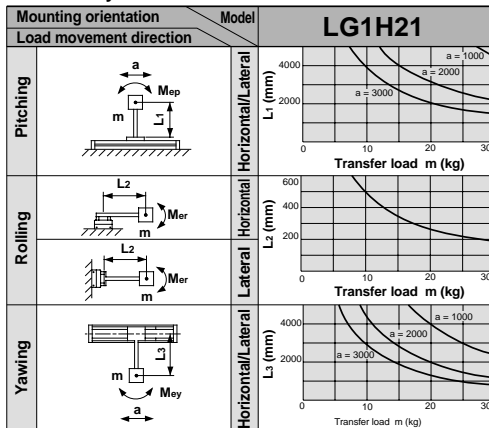 Mounting orientation
Model
Load movement direction
LG1H21
Pitching
a
Mep
m
L1
Horizontal/Lateral
L1 (mm)
4000
2000
a = 1000
a = 2000
a = 3000
0
10
20
30
Transfer load m (kg)
Rolling
L2
Mer
m
Horizontal
L2
Mer
m
Lateral
L2 (mm)
600
400
200
0
10
20
30
Transfer load m (kg)
Yawing
L3
m
Mey
a
Horizontal/Lateral
L3 (mm)
4000
2000
a = 1000
a = 2000
a = 3000
0
10
20
30
Transfer load m (kg)